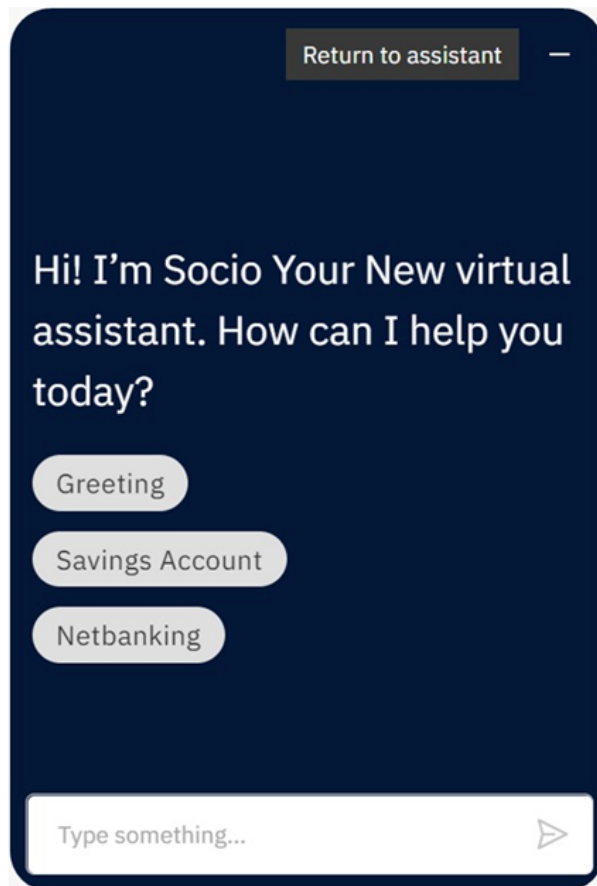 Return to assistant
Hi! I’m Socio Your New virtual
assistant. How can I help you
today?
Greeting
Savings Account
Netbanking
Type something...